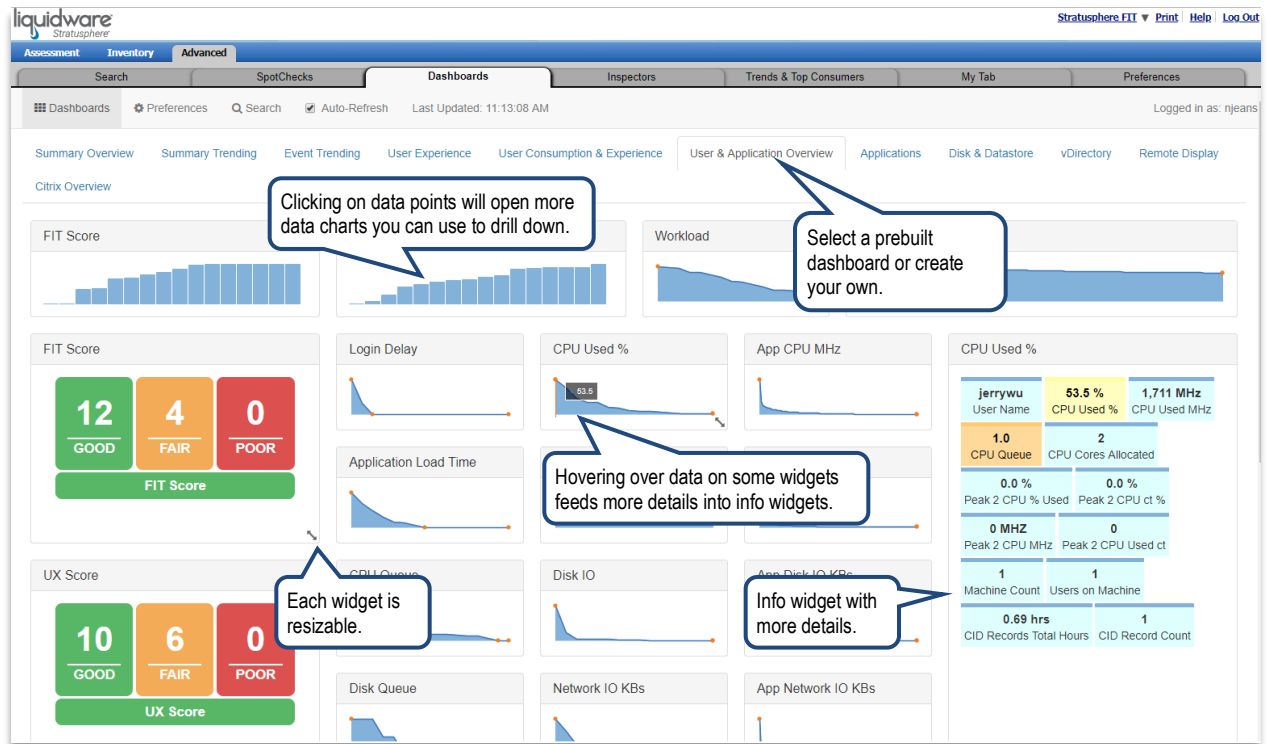 liquidware
Stratusphere
Stratusphere FIT ▼ Print Help Log Out
Assessment Inventory Advanced
Search SpotChecks Dashboards Inspectors Trends & Top Consumers My Tab Preferences
Dashboards Preferences Search Auto-Refresh Last Updated: 11:13:08 AM Logged in as: njeans
Summary Overview Summary Trending Event Trending User Experience User Consumption & Experience User & Application Overview Applications Disk & Datastore vDirectory Remote Display
Citrix Overview
Clicking on data points will open more
data charts you can use to drill down.
Select a prebuilt
dashboard or create
your own.
FIT Score Workload
FIT Score Login Delay CPU Used % App CPU MHz CPU Used %
53.5
12 4 0
GOOD FAIR POOR
FIT Score
jerrywu 53.5 % 1,711 MHz
User Name CPU Used % CPU Used MHz
1.0 2
CPU Queue CPU Cores Allocated
0.0 % 0.0 %
Peak 2 CPU % Used Peak 2 CPU ct %
0 MHZ 0
Peak 2 CPU MHz Peak 2 CPU Used ct
1 1
Machine Count Users on Machine
0.69 hrs 1
CID Records Total Hours CID Record Count
Application Load Time
Hovering over data on some widgets
feeds more details into info widgets.
UX Score CPU Queue Disk IO App Disk IO KBs
Each widget is
resizable.
Info widget with
more details.
10 6 0
GOOD FAIR POOR
UX Score
Disk Queue Network IO KBs App Network IO KBs